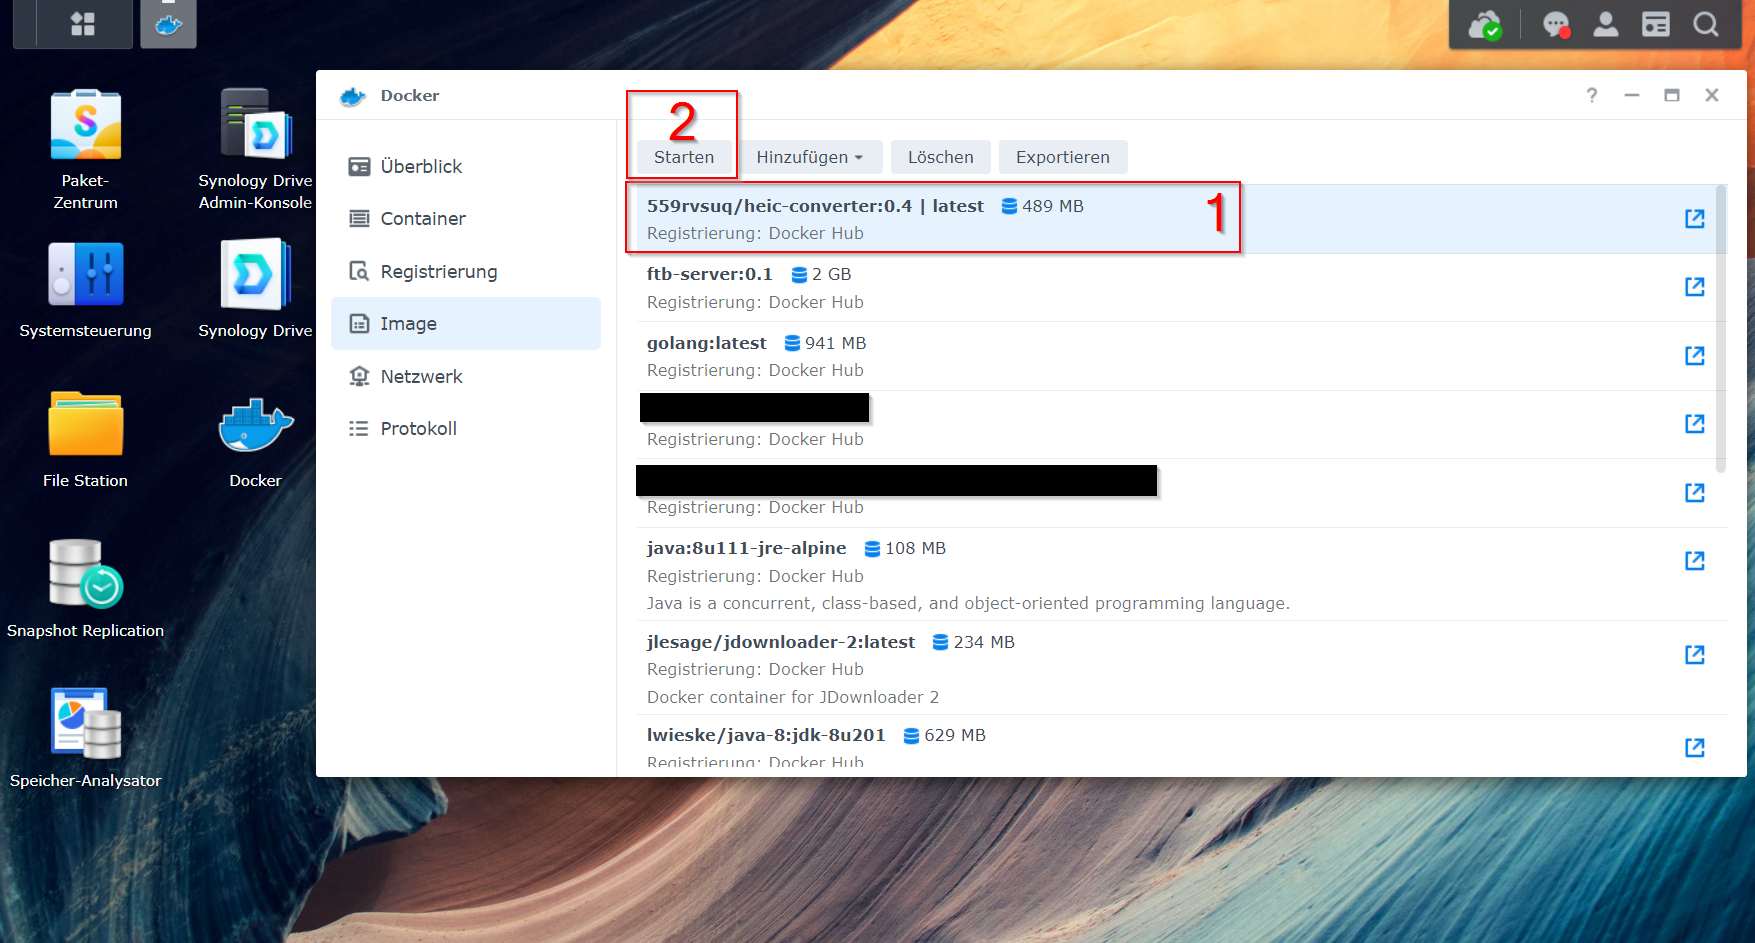 Docker
Überblick
Container
Registrierung
Image
Netzwerk
Protokoll
2
Starten
Hinzufügen
Löschen
Exportieren
559rvsuq/heic-converter:0.4 | latest 489 MB
1
Registrierung: Docker Hub
ftb-server:0.1 2 GB
Registrierung: Docker Hub
golang:latest 941 MB
Registrierung: Docker Hub
Registrierung: Docker Hub
Registrierung: Docker Hub
java:8u111-jre-alpine 108 MB
Registrierung: Docker Hub
Java is a concurrent, class-based, and object-oriented programming language.
jlesage/jdownloader-2:latest 234 MB
Registrierung: Docker Hub
Docker container for JDownloader 2
lwieske/java-8:jdk-8u201 629 MB
Registrierung: Docker Hub
Paket-
Zentrum
Synology Drive
Admin-Konsole
Systemsteuerung
Synology Drive
File Station
Docker
Snapshot Replication
Speicher-Analysator